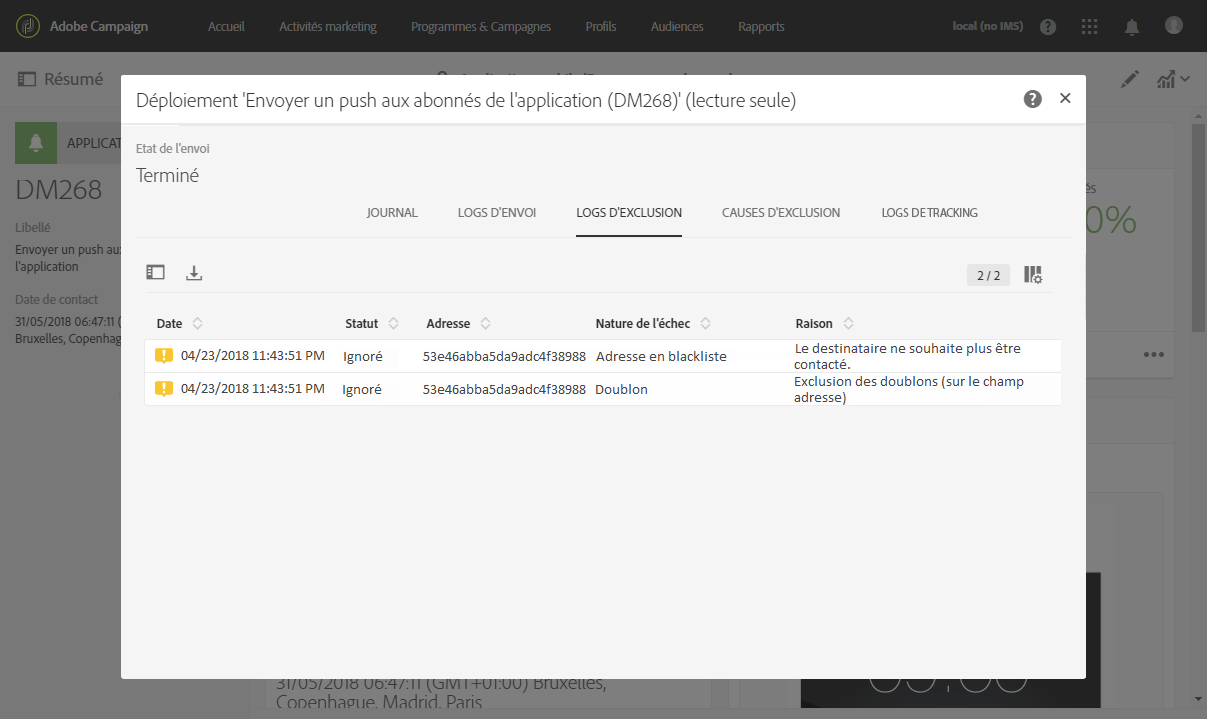 Adobe Campaign Accueil Activités marketing Programmes & Campagnes Profils Audiences Rapports local (no IMS)
Résumé
Déploiement 'Envoyer un push aux abonnés de l'application (DM268)' (lecture seule)
APPLICAT
Etat de l'envoi
Terminé
DM268
Libellé
Envoyer un push aux
l'application
Date de contact
31/05/2018 06:47:11 (
Bruxelles, Copenhag
JOURNAL LOGS D'ENVOI LOGS D'EXCLUSION CAUSES D'EXCLUSION LOGS DE TRACKING
0%
2 / 2
Date Statut Adresse Nature de l'échec Raison
04/23/2018 11:43:51 PM Ignoré 53e46abba5da9adc4f38988 Adresse en blackliste Le destinataire ne souhaite plus être
contacté.
04/23/2018 11:43:51 PM Ignoré 53e46abba5da9adc4f38988 Doublon Exclusion des doublons (sur le champ
adresse)
31/05/2018 06:47:11 (GMT+01:00) Bruxelles,
Copenhague, Madrid, Paris